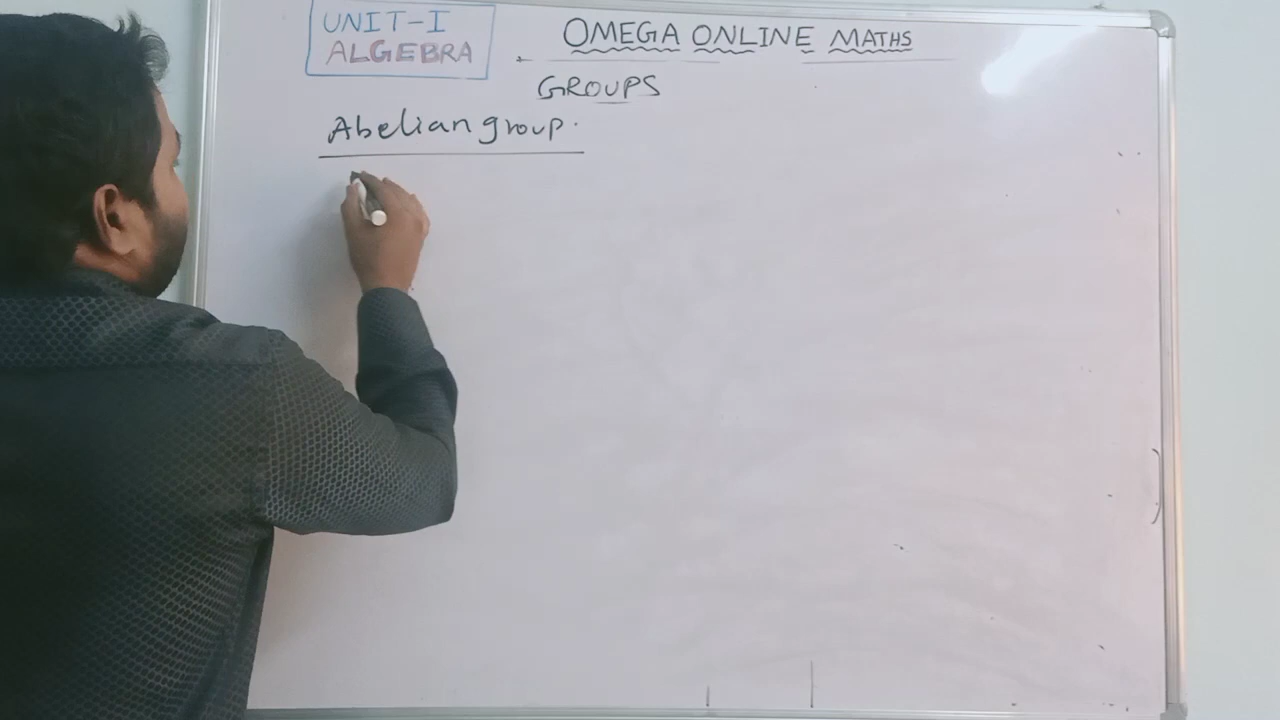 UNIT-I
ALGEBRA
OMEGA ONLINE MATHS
GROUPS
Abelian group.